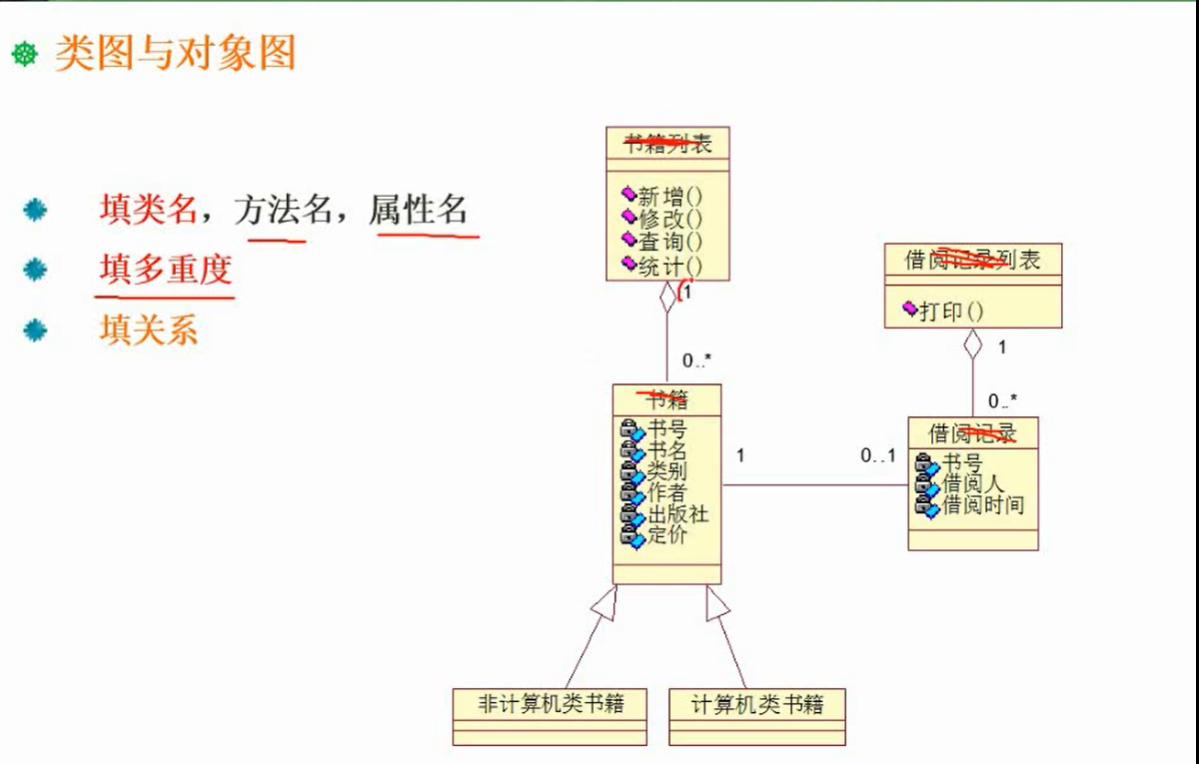 类图与对象图
填类名，方法名，属性名
填多重度
填关系
书籍列表
新增()
修改()
查询()
统计()
1
0..*
借阅记录列表
打印()
1
0..*
书籍
书号
书名
类别
作者
出版社
定价
1
0..1
借阅记录
书号
借阅人
借阅时间
非计算机类书籍
计算机类书籍